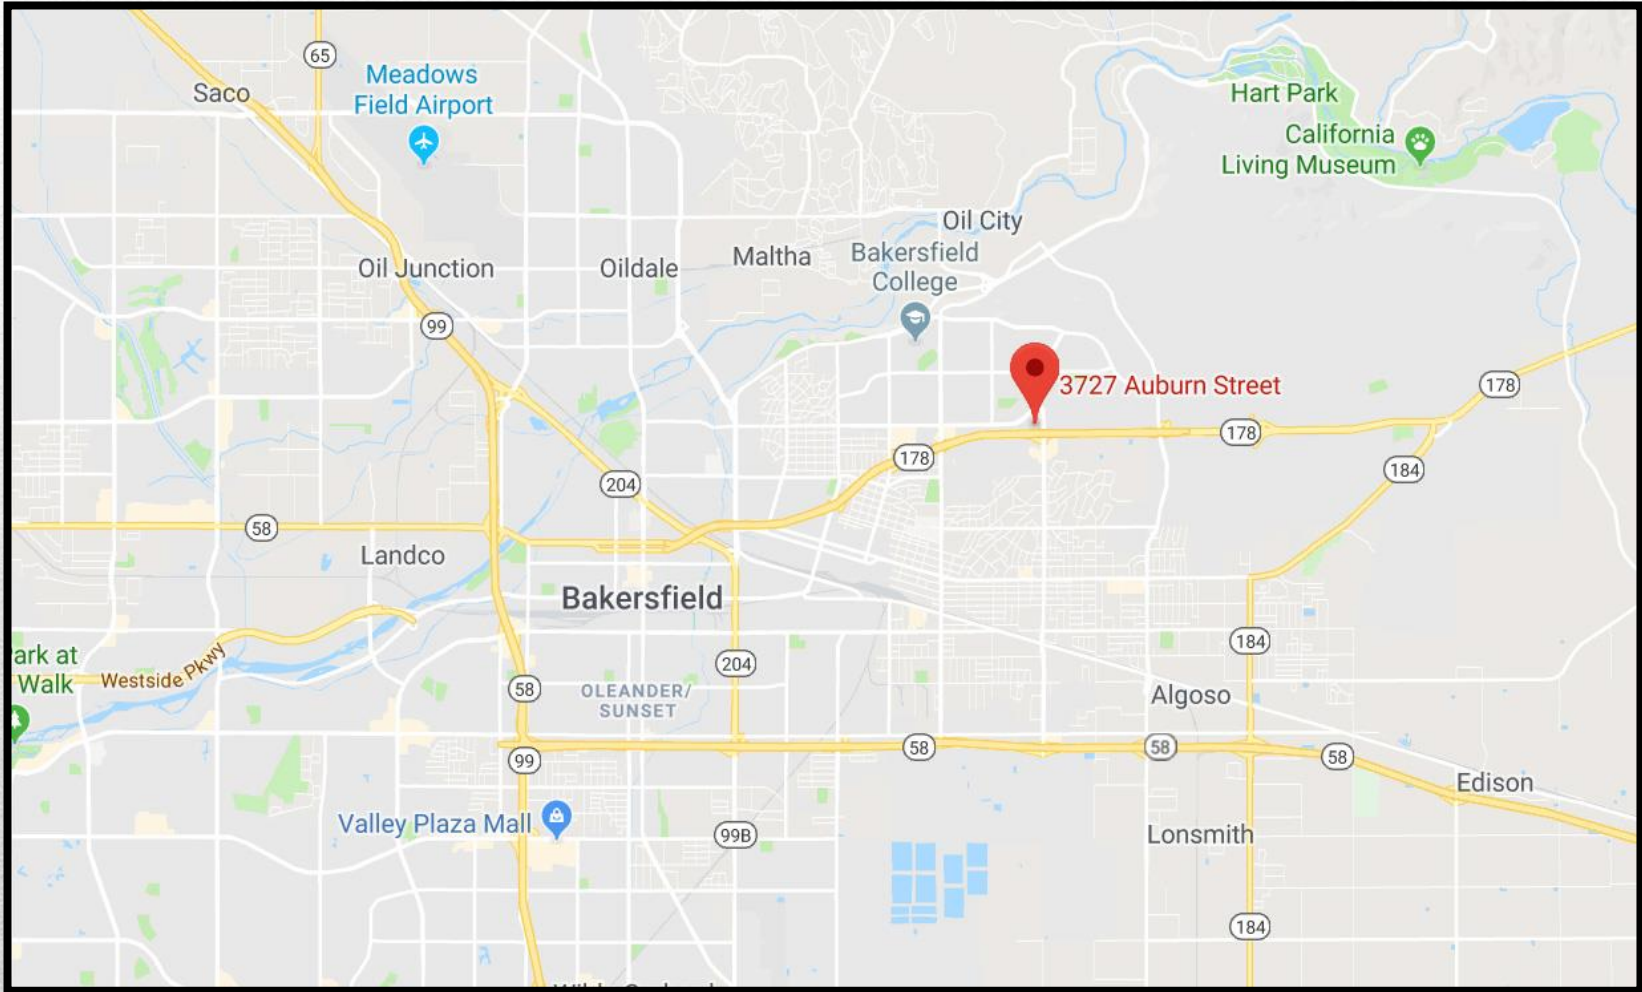 65
Meadows
Field Airport
Saco
Hart Park
California
Living Museum
Oil City
Bakersfield
College
Maltha
Oil Junction
Oildale
99
3727 Auburn Street
178
178
178
184
204
58
Landco
Bakersfield
184
ark at
Walk
Westside Pkwy
204
58
OLEANDER/
SUNSET
Algoso
58
58
58
99
Edison
Valley Plaza Mall
99B
Lonsmith
184